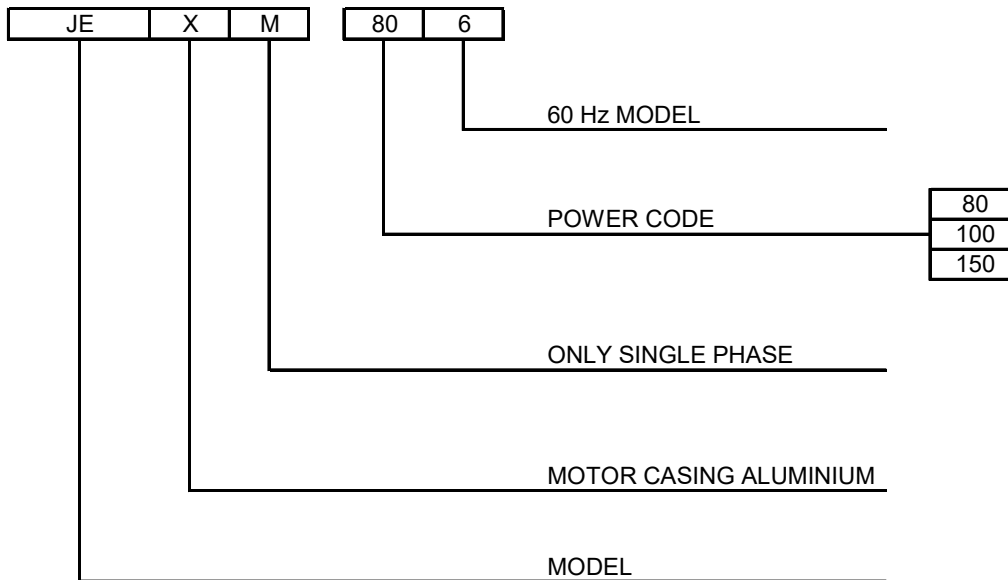 JE X M 80 6
60 Hz MODEL
80
POWER CODE
100
150
ONLY SINGLE PHASE
MOTOR CASING ALUMINIUM
MODEL